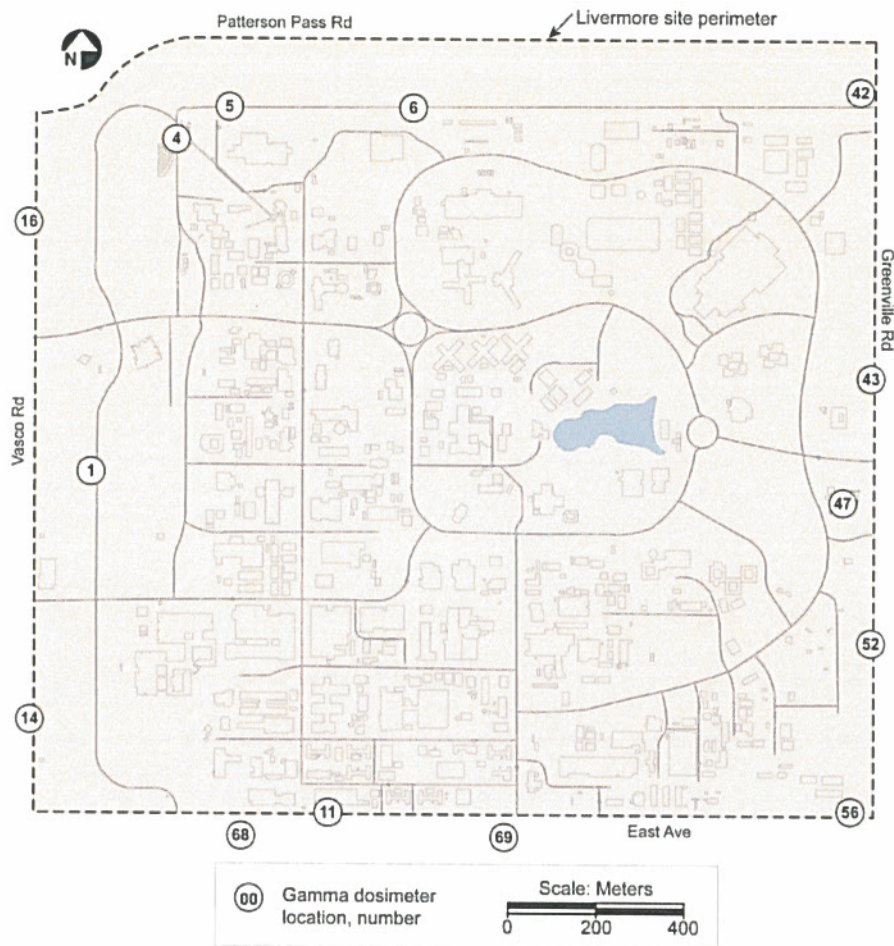 Patterson Pass Rd
Livermore site perimeter
N
5
6
42
4
16
Greenville Rd
43
Vasco Rd
1
47
52
14
11
56
68
69
East Ave
00 Gamma dosimeter
location, number
Scale: Meters
0 200 400